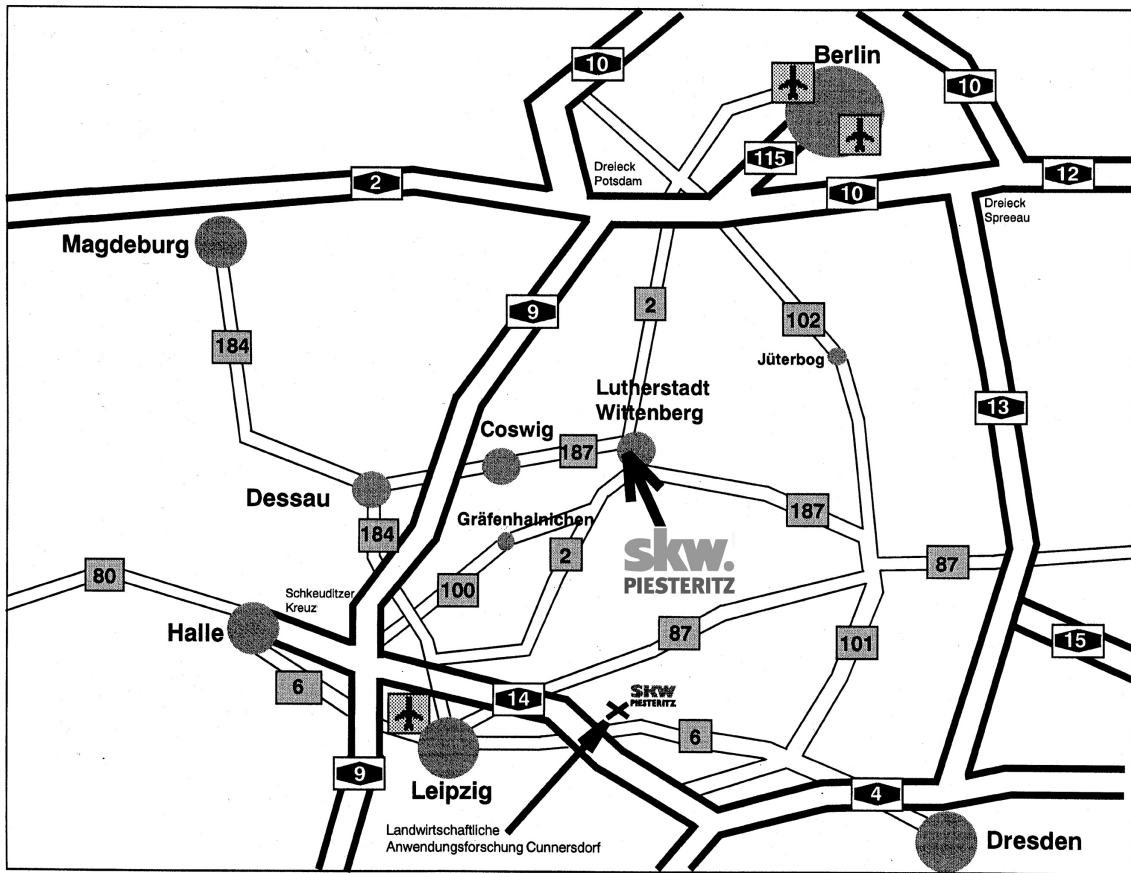 Berlin
10
10
115
Dreieck
Potsdam
2
10
12
Dreieck
Spreeau
Magdeburg
9
2
102
184
Jüterbog
Lutherstadt
Wittenberg
13
Coswig
187
Dessau
184
Gräfenhainichen
187
2
skw.
PIESTERITZ
87
80
100
Schkeuditzer
Kreuz
Halle
87
101
15
6
14
SKW
PIESTERITZ
6
9
Leipzig
4
Landwirtschaftliche
Anwendungsforschung Cunnersdorf
Dresden